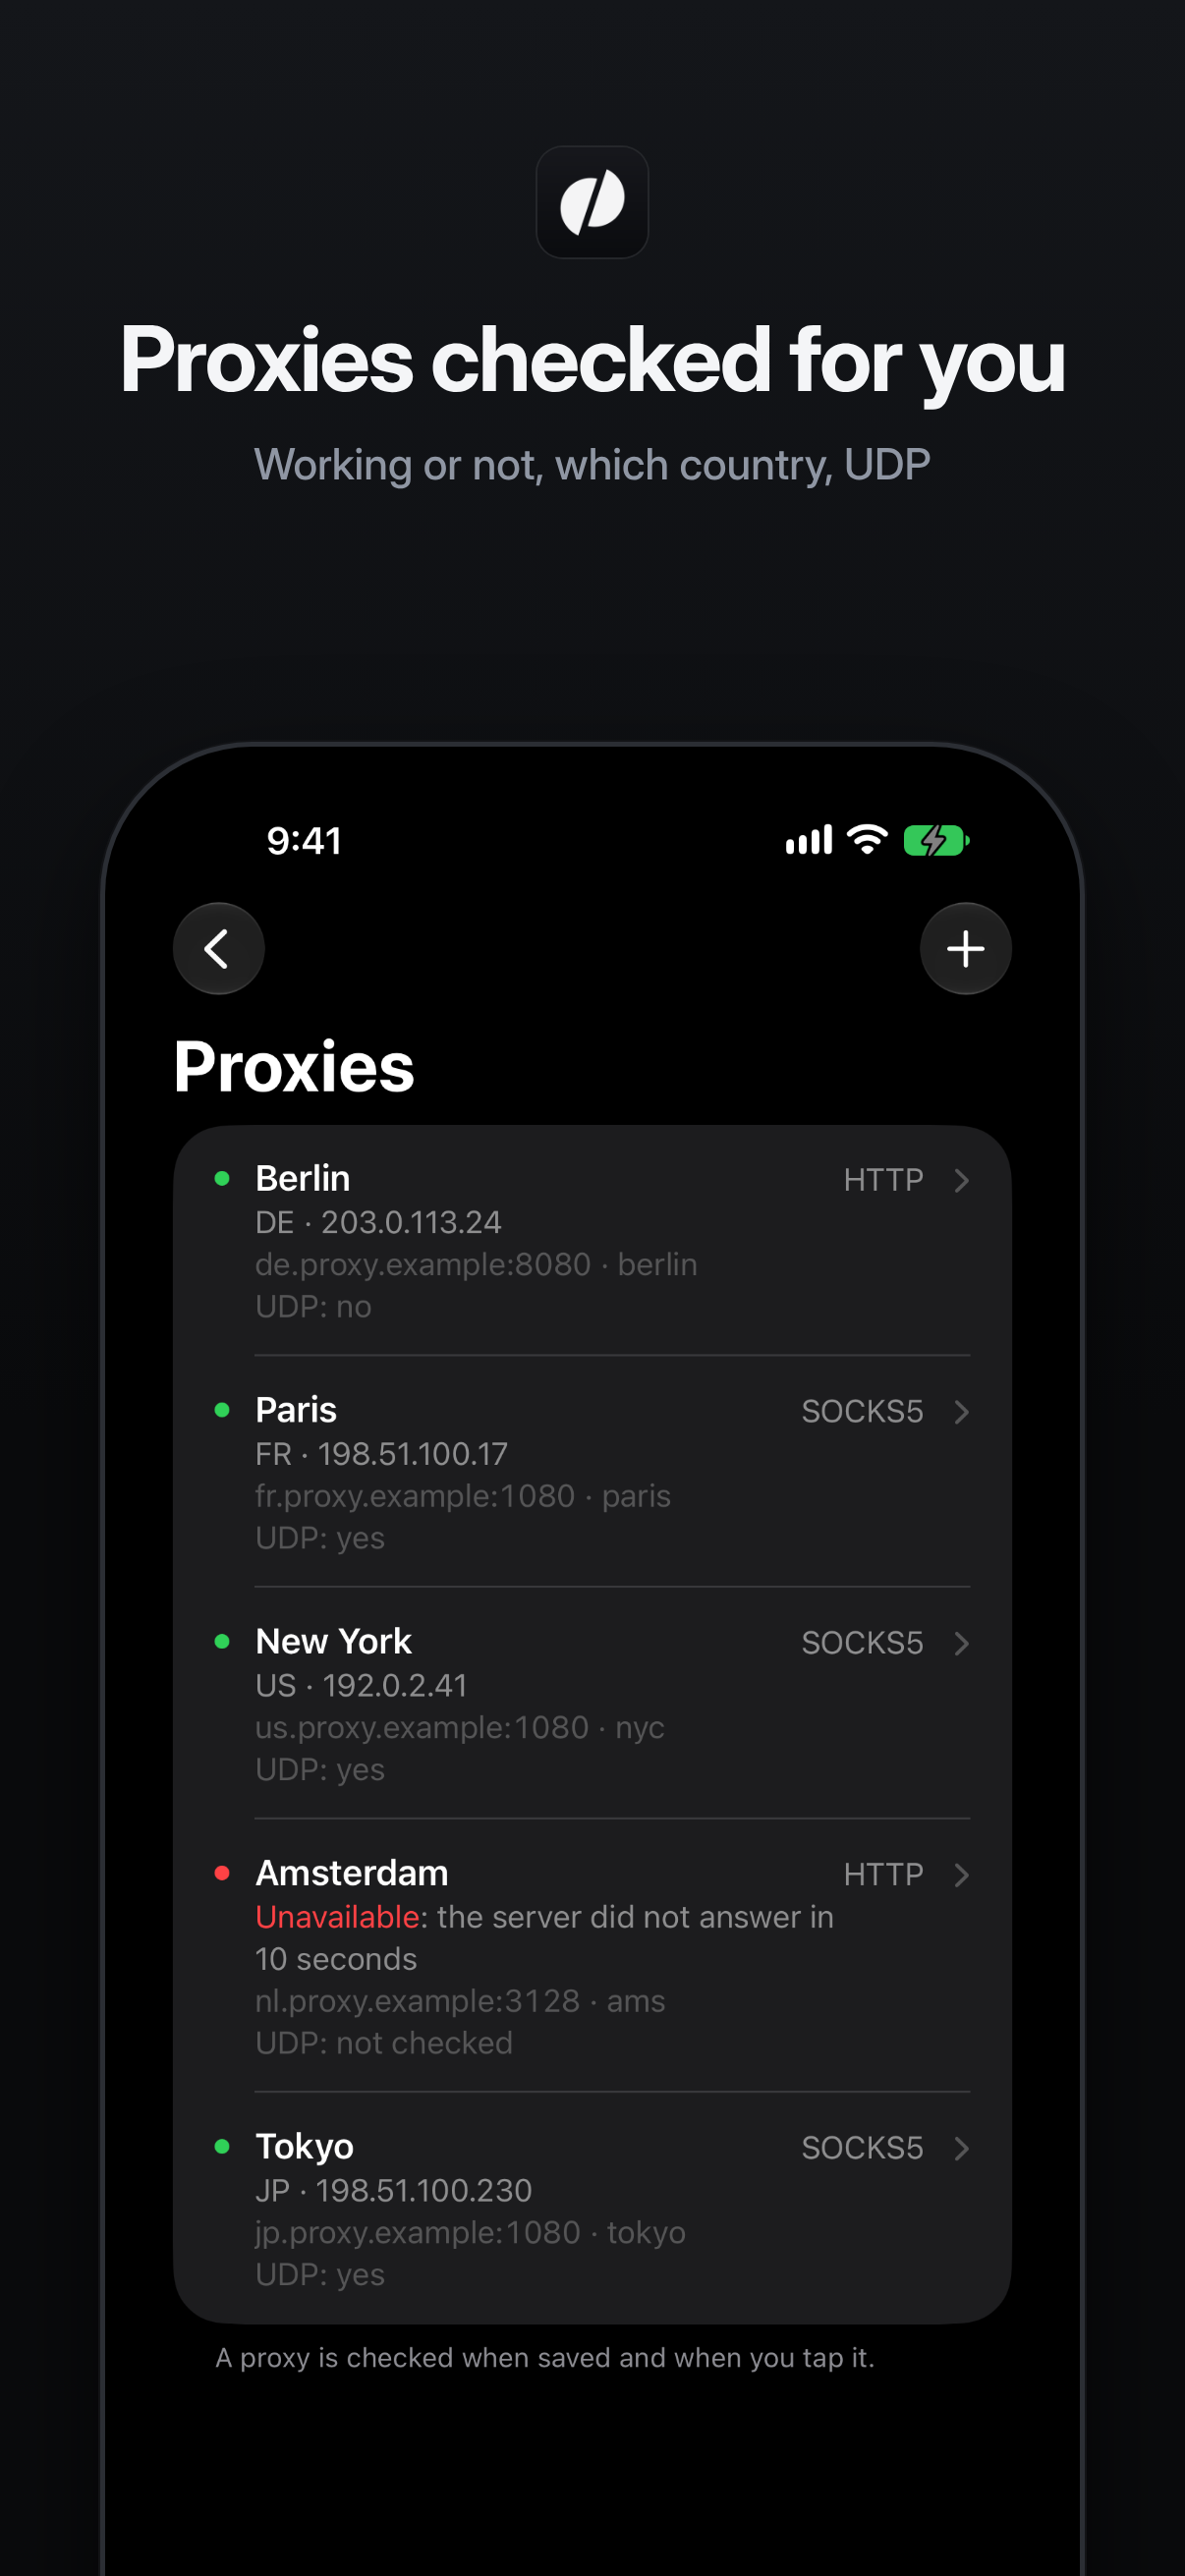 Proxies checked for you
Working or not, which country, UDP
9:41
Proxies
Berlin HTTP
DE · 203.0.113.24
de.proxy.example:8080 · berlin
UDP: no
Paris SOCKS5
FR · 198.51.100.17
fr.proxy.example:1080 · paris
UDP: yes
New York SOCKS5
US · 192.0.2.41
us.proxy.example:1080 · nyc
UDP: yes
Amsterdam HTTP
Unavailable: the server did not answer in
10 seconds
nl.proxy.example:3128 · ams
UDP: not checked
Tokyo SOCKS5
JP · 198.51.100.230
jp.proxy.example:1080 · tokyo
UDP: yes
A proxy is checked when saved and when you tap it.